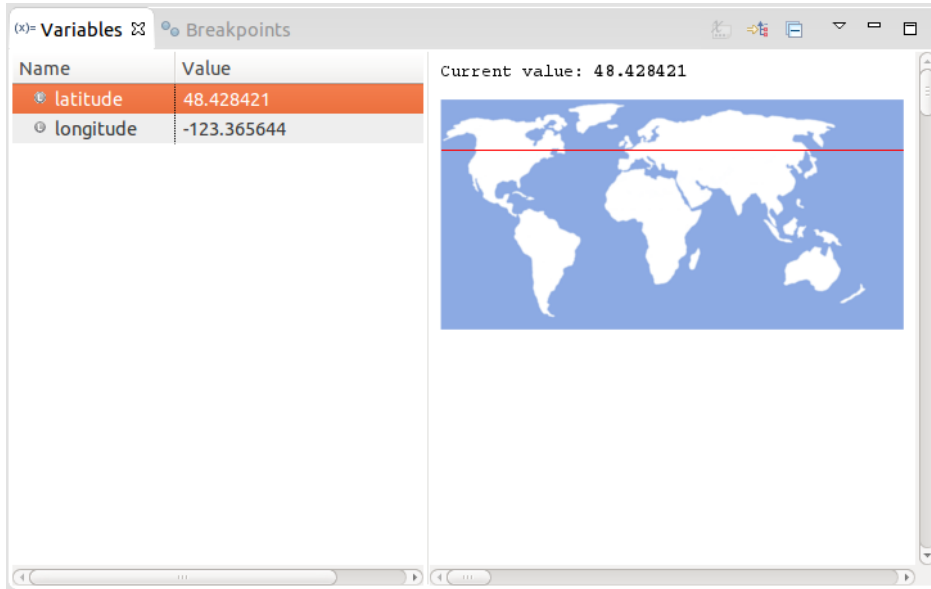 (x)= Variables Breakpoints
Name Value
latitude 48.428421
longitude -123.365644
Current value: 48.428421